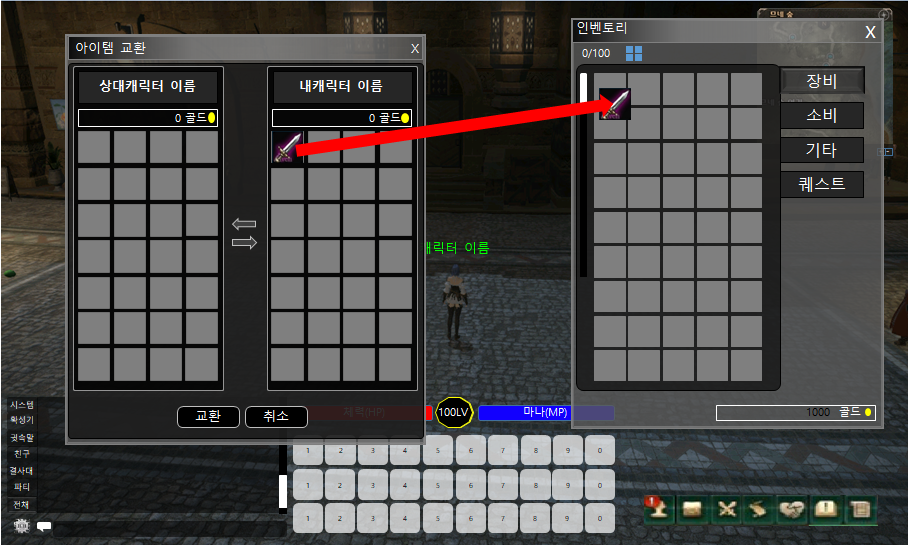 모네 숲
아이템 교환
X
상대캐릭터 이름
0 골드
내캐릭터 이름
0 골드
교환
취소
인벤토리
X
0/100
장비
소비
기타
퀘스트
1000 골드
캐릭터 이름
시스템
확성기
귓속말
친구
결사대
파티
전체
체력(HP)
100LV
마나(MP)
1 2 3 4 5 6 7 8 9 0
1 2 3 4 5 6 7 8 9 0
1 2 3 4 5 6 7 8 9 0
1